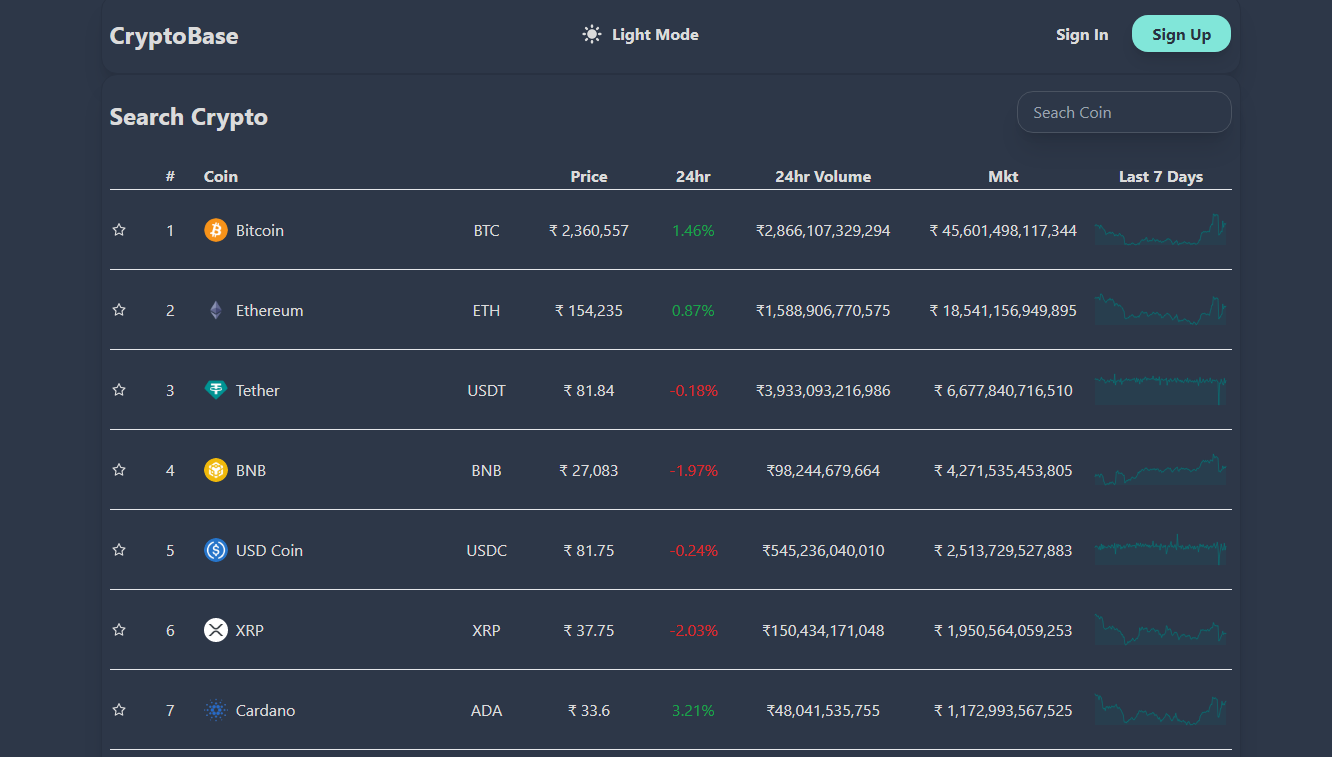 CryptoBase Light Mode Sign In Sign Up
Search Crypto Seach Coin
# Coin Price 24hr 24hr Volume Mkt Last 7 Days
1 Bitcoin BTC ₹ 2,360,557 1.46% ₹2,866,107,329,294 ₹ 45,601,498,117,344
2 Ethereum ETH ₹ 154,235 0.87% ₹1,588,906,770,575 ₹ 18,541,156,949,895
3 Tether USDT ₹ 81.84 -0.18% ₹3,933,093,216,986 ₹ 6,677,840,716,510
4 BNB BNB ₹ 27,083 -1.97% ₹98,244,679,664 ₹ 4,271,535,453,805
5 USD Coin USDC ₹ 81.75 -0.24% ₹545,236,040,010 ₹ 2,513,729,527,883
6 XRP XRP ₹ 37.75 -2.03% ₹150,434,171,048 ₹ 1,950,564,059,253
7 Cardano ADA ₹ 33.6 3.21% ₹48,041,535,755 ₹ 1,172,993,567,525